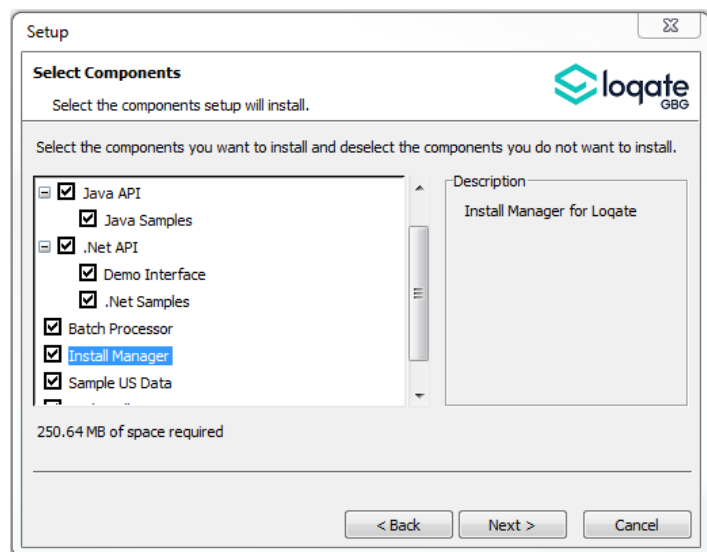 Setup
Select Components
Select the components setup will install.
loqate
GBG
Select the components you want to install and deselect the components you do not want to install.
Java API
Java Samples
.Net API
Demo Interface
.Net Samples
Batch Processor
Install Manager
Sample US Data
Description
Install Manager for Loqate
250.64 MB of space required
< Back
Next >
Cancel